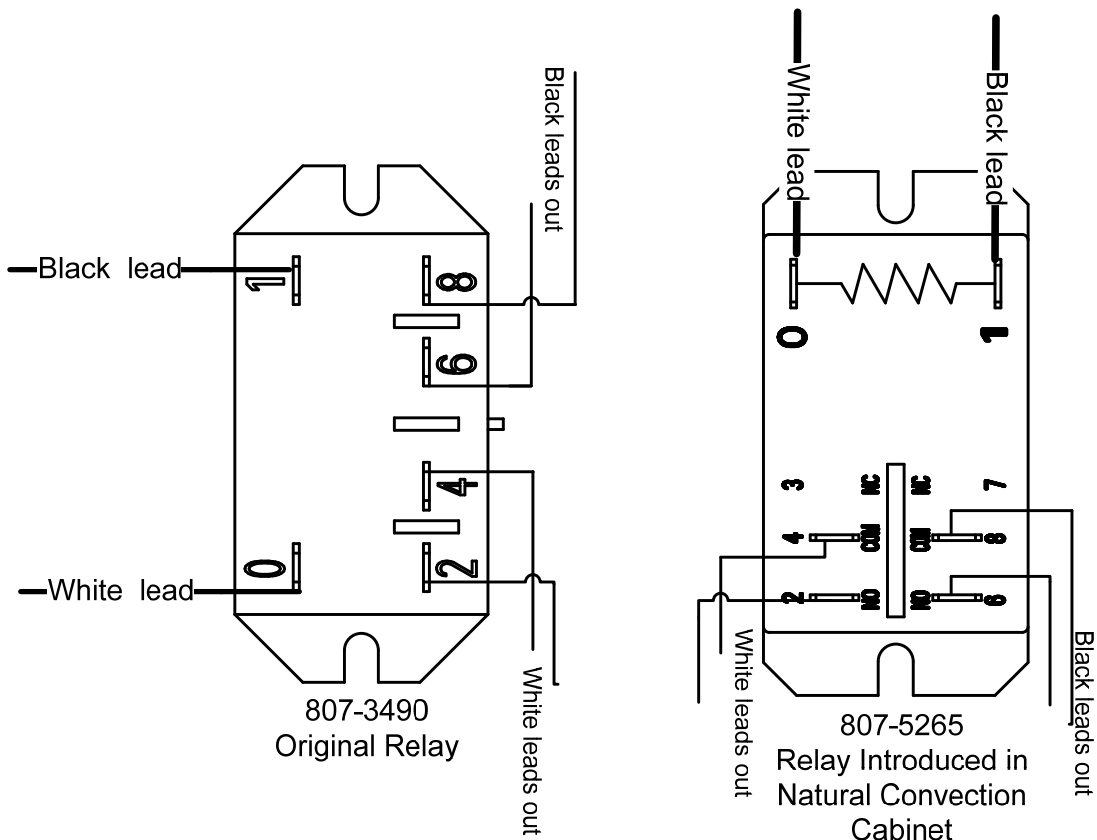 Black leads out
Black lead
1
8
6
4
2
0
White lead
White leads out
807-3490
Original Relay
White lead
Black lead
0
1
3
NC
NC
7
4
COM
COM
8
2
NO
NO
6
White leads out
Black leads out
807-5265
Relay Introduced in
Natural Convection
Cabinet